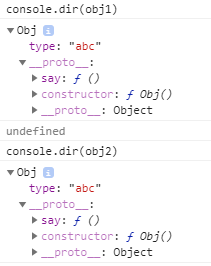 console.dir(obj1)
▼Obj i
type: "abc"
▼__proto__:
▶say: ƒ ()
▶constructor: ƒ Obj()
▶__proto__: Object
undefined
console.dir(obj2)
▼Obj i
type: "abc"
▼__proto__:
▶say: ƒ ()
▶constructor: ƒ Obj()
▶__proto__: Object